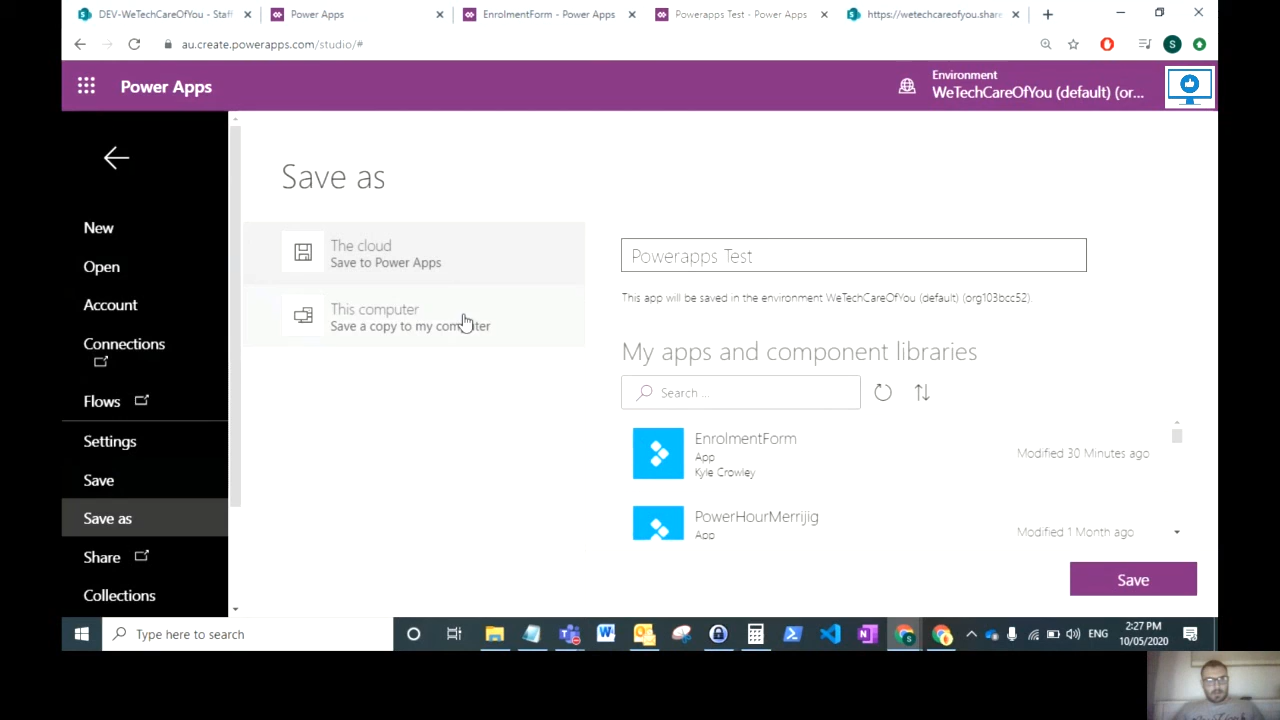 DEV-WeTechCareOfYou - Staff
Power Apps
EnrolmentForm - Power Apps
Powerapps Test - Power Apps
https://wetechcareofyou.share
au.create.powerapps.com/studio/#
S
Power Apps
Environment
WeTechCareOfYou (default) (or...
Save as
New
Open
Account
Connections
Flows
Settings
Save
Save as
Share
Collections
The cloud
Save to Power Apps
This computer
Save a copy to my computer
Powerapps Test
This app will be saved in the environment WeTechCareOfYou (default) (org103bcc52).
My apps and component libraries
Search ...
EnrolmentForm
App
Kyle Crowley
Modified 30 Minutes ago
PowerHourMerrijig
App
Modified 1 Month ago
Save
Type here to search
ENG
2:27 PM
10/05/2020